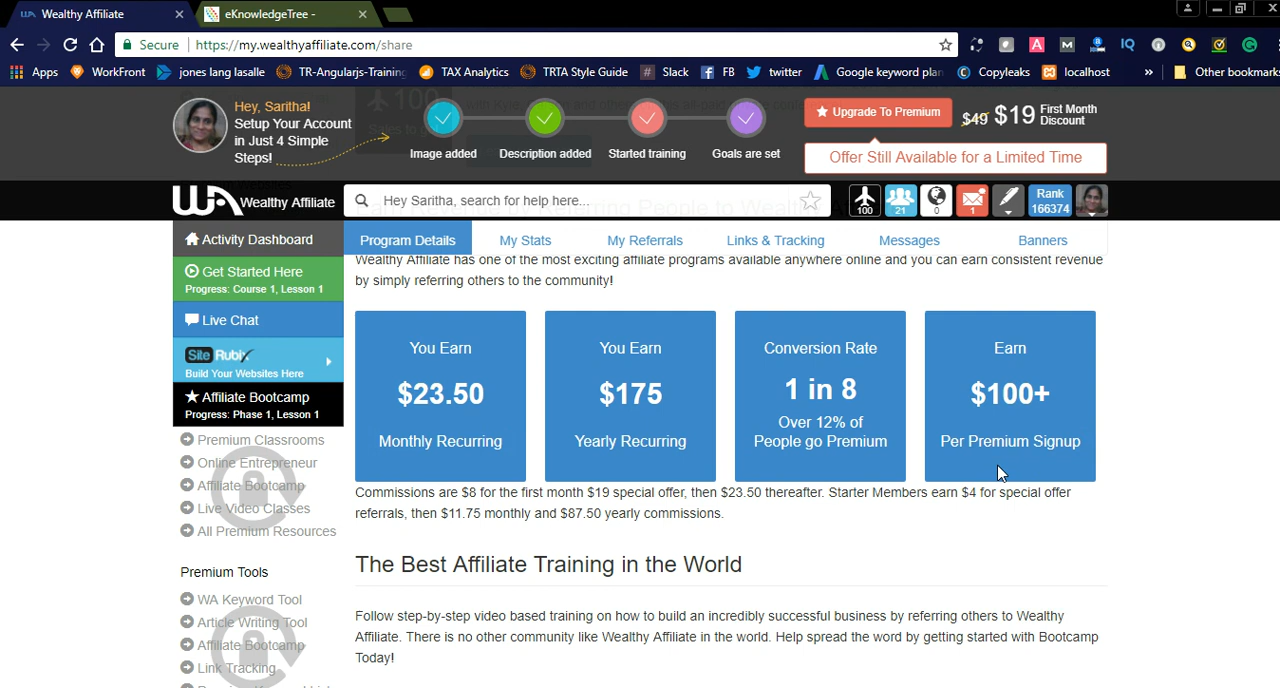 Wealthy Affiliate
eKnowledgeTree -
Secure https://my.wealthyaffiliate.com/share
Apps WorkFront jones lang lasalle TR-Angularjs-Training TAX Analytics TRTA Style Guide Slack FB twitter Google keyword plan Copyleaks localhost » Other bookmarks
Hey, Saritha!
Setup Your Account
in Just 4 Simple
Steps!
Image added Description added Started training Goals are set
Upgrade To Premium
$49 $19 First Month
Discount
Offer Still Available for a Limited Time
WA Wealthy Affiliate
Hey Saritha, search for help here...
100 21 0 1
Rank
166374
Activity Dashboard
Get Started Here
Progress: Course 1, Lesson 1
Live Chat
Site Rubix
Build Your Websites Here
Affiliate Bootcamp
Progress: Phase 1, Lesson 1
Premium Classrooms
Online Entrepreneur
Affiliate Bootcamp
Live Video Classes
All Premium Resources
Premium Tools
WA Keyword Tool
Article Writing Tool
Affiliate Bootcamp
Link Tracking
Program Details My Stats My Referrals Links & Tracking Messages Banners
Wealthy Affiliate has one of the most exciting affiliate programs available anywhere online and you can earn consistent revenue
by simply referring others to the community!
You Earn
$23.50
Monthly Recurring
You Earn
$175
Yearly Recurring
Conversion Rate
1 in 8
Over 12% of
People go Premium
Earn
$100+
Per Premium Signup
Commissions are $8 for the first month $19 special offer, then $23.50 thereafter. Starter Members earn $4 for special offer
referrals, then $11.75 monthly and $87.50 yearly commissions.
The Best Affiliate Training in the World
Follow step-by-step video based training on how to build an incredibly successful business by referring others to Wealthy
Affiliate. There is no other community like Wealthy Affiliate in the world. Help spread the word by getting started with Bootcamp
Today!